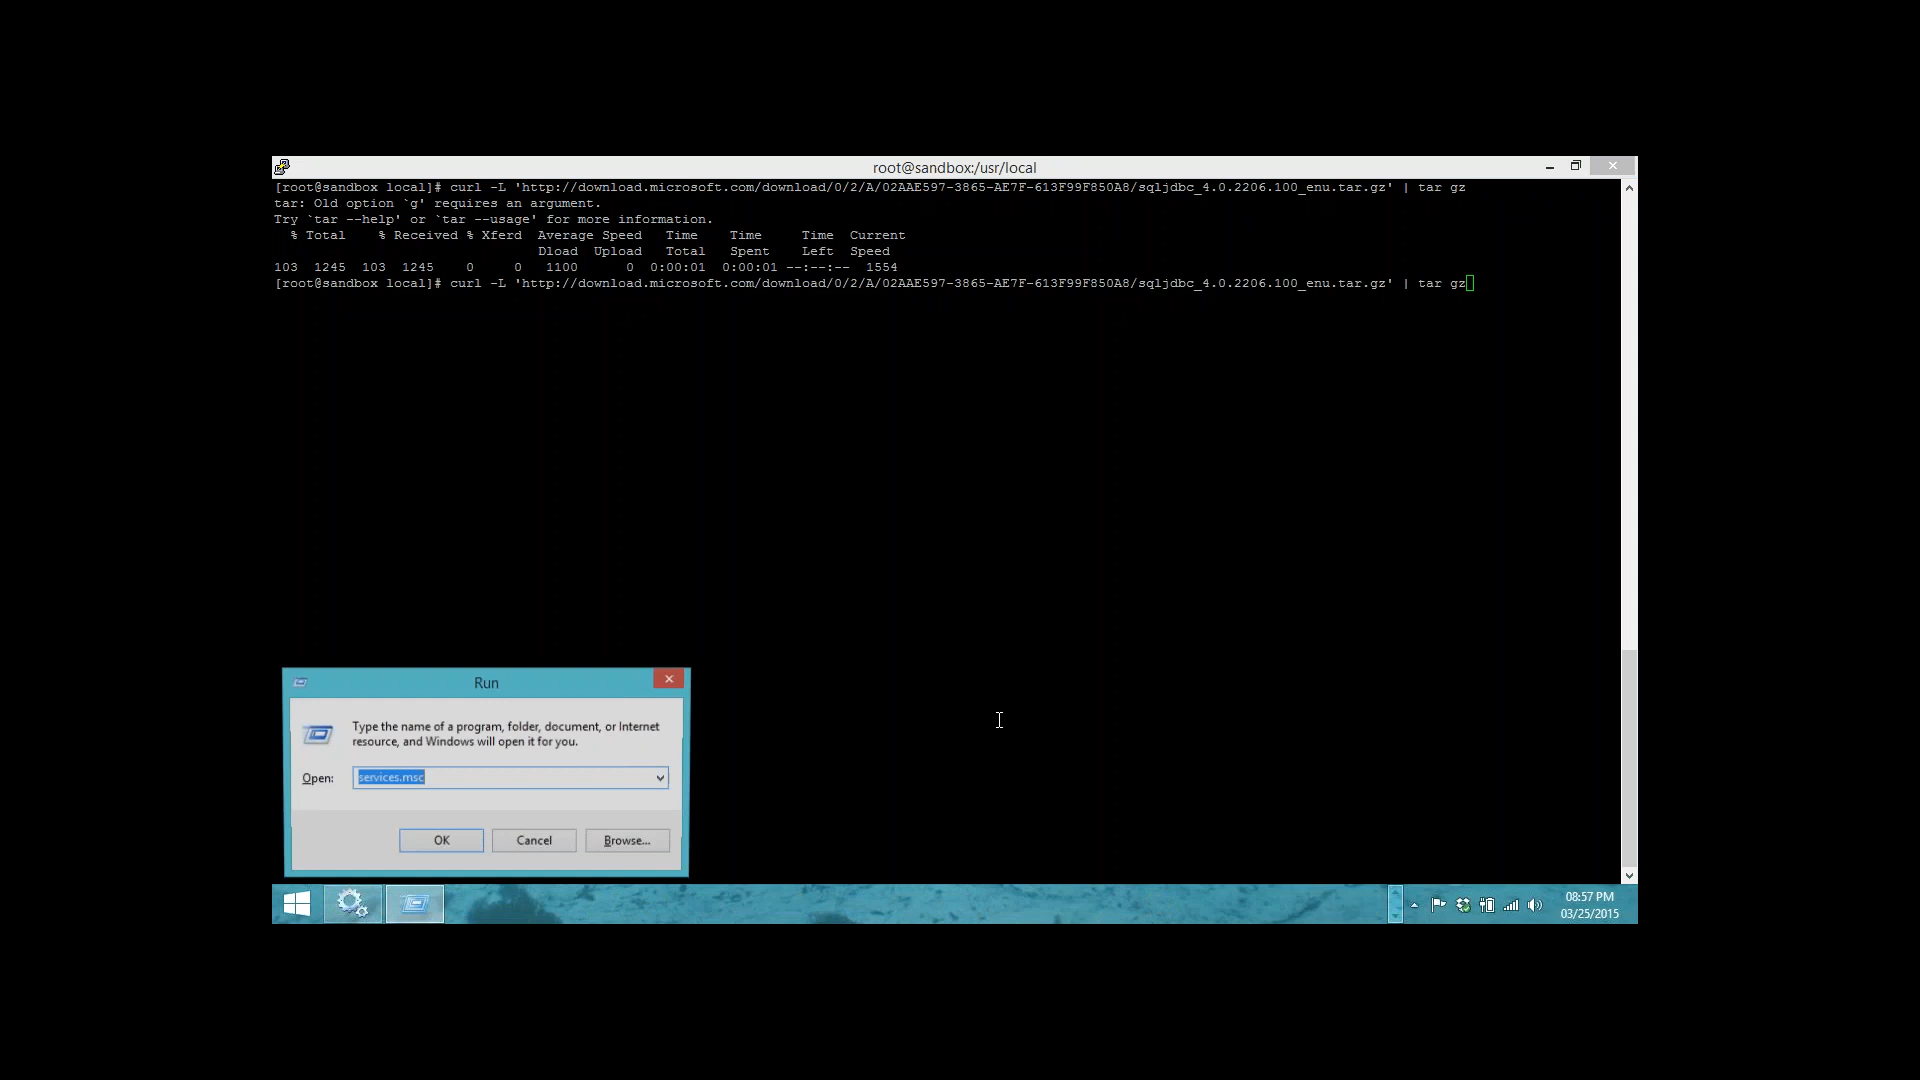 root@sandbox:/usr/local
[root@sandbox local]# curl -L 'http://download.microsoft.com/download/0/2/A/02AAE597-3865-AE7F-613F99F850A8/sqljdbc_4.0.2206.100_enu.tar.gz' | tar gz
tar: Old option `g' requires an argument.
Try `tar --help' or `tar --usage' for more information.
% Total % Received % Xferd Average Speed Time Time Time Current
Dload Upload Total Spent Left Speed
103 1245 103 1245 0 0 1100 0 0:00:01 0:00:01 --:--:-- 1554
[root@sandbox local]# curl -L 'http://download.microsoft.com/download/0/2/A/02AAE597-3865-AE7F-613F99F850A8/sqljdbc_4.0.2206.100_enu.tar.gz' | tar gz
Run
Type the name of a program, folder, document, or Internet
resource, and Windows will open it for you.
Open: services.msc
OK Cancel Browse...
08:57 PM
03/25/2015